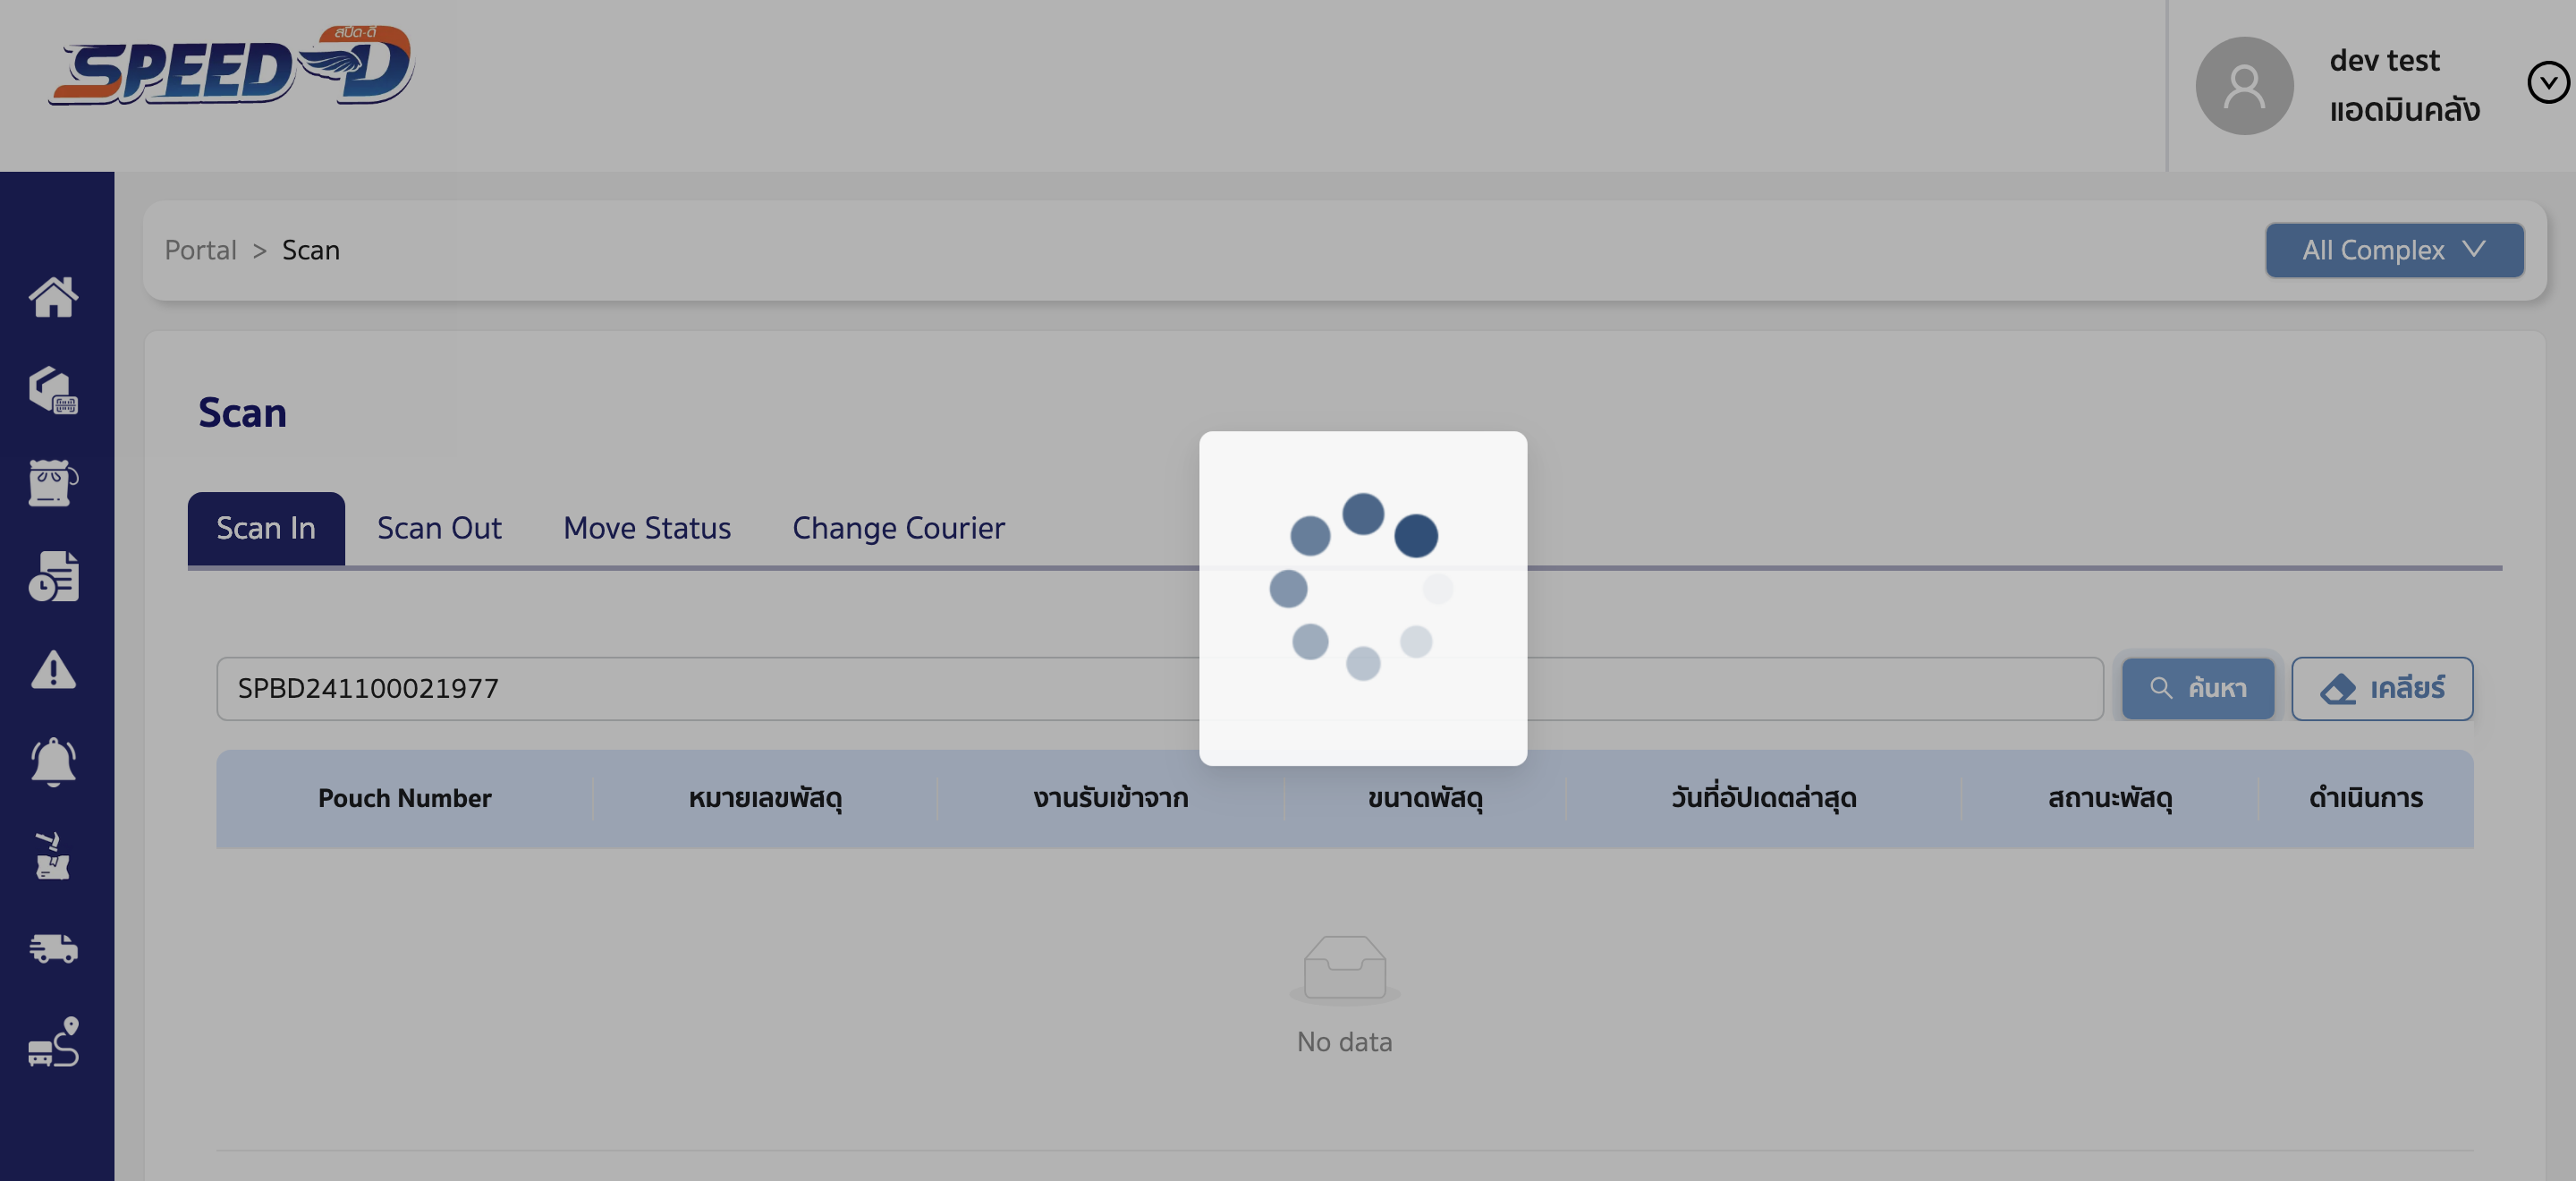 สปีด-ดี
SPEED D
dev test
แอดมินคลัง
Portal > Scan
All Complex
Scan
Scan In
Scan Out
Move Status
Change Courier
SPBD241100021977
ค้นหา
เคลียร์
Pouch Number
หมายเลขพัสดุ
งานรับเข้าจาก
ขนาดพัสดุ
วันที่อัปเดตล่าสุด
สถานะพัสดุ
ดำเนินการ
No data